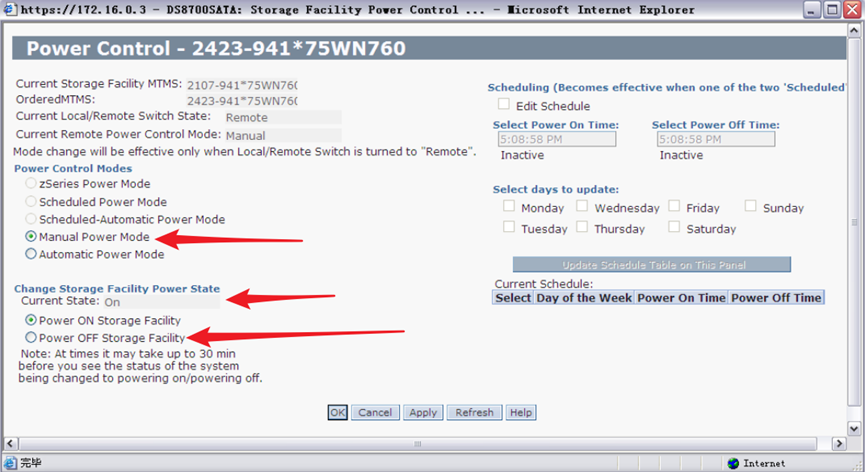 https://172.16.0.3 - DS8700SATA: Storage Facility Power Control ... - Microsoft Internet Explorer
Power Control - 2423-941*75WN760
Current Storage Facility MTMS: 2107-941*75WN760
OrderedMTMS: 2423-941*75WN760
Current Local/Remote Switch State: Remote
Current Remote Power Control Mode: Manual
Mode change will be effective only when Local/Remote Switch is turned to "Remote".
Power Control Modes
zSeries Power Mode
Scheduled Power Mode
Scheduled-Automatic Power Mode
Manual Power Mode
Automatic Power Mode
Change Storage Facility Power State
Current State: On
Power ON Storage Facility
Power OFF Storage Facility
Note: At times it may take up to 30 min
before you see the status of the system
being changed to powering on/powering off.
Scheduling (Becomes effective when one of the two 'Scheduled'
Edit Schedule
Select Power On Time: Select Power Off Time:
5:08:58 PM 5:08:58 PM
Inactive Inactive
Select days to update:
Monday Wednesday Friday Sunday
Tuesday Thursday Saturday
Update Schedule Table on This Panel
Current Schedule:
Select Day of the Week Power On Time Power Off Time
OK Cancel Apply Refresh Help
完毕 Internet